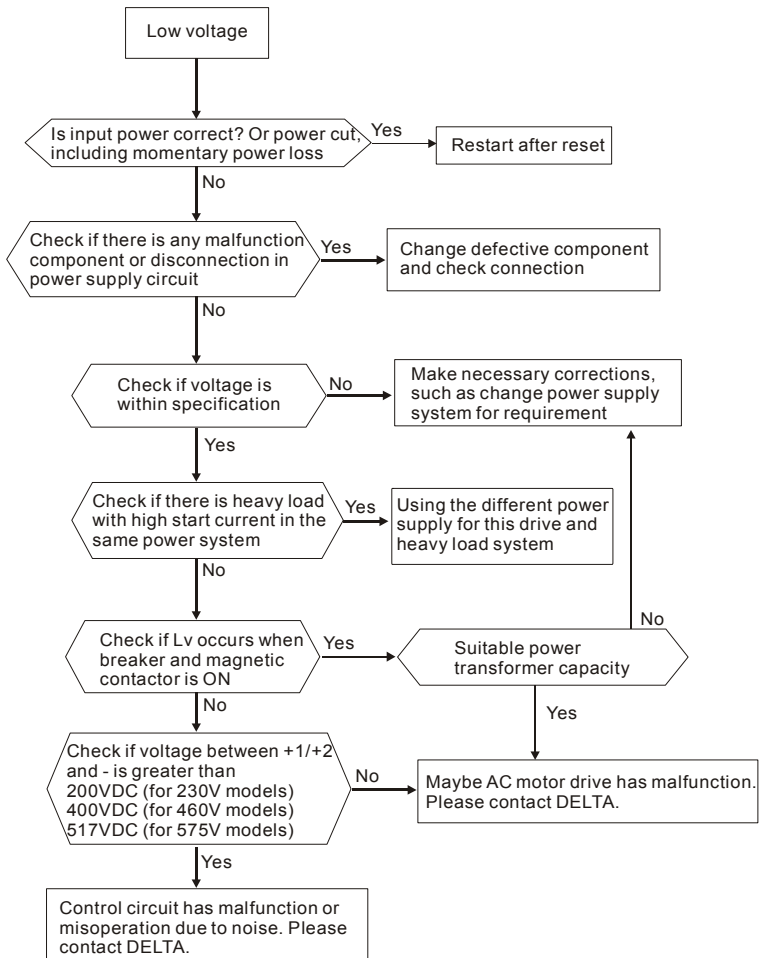 Low voltage
Is input power correct? Or power cut,
including momentary power loss
Yes
Restart after reset
No
Check if there is any malfunction
component or disconnection in
power supply circuit
Yes
Change defective component
and check connection
No
Check if voltage is
within specification
No
Make necessary corrections,
such as change power supply
system for requirement
Yes
Check if there is heavy load
with high start current in the
same power system
Yes
Using the different power
supply for this drive and
heavy load system
No
Check if Lv occurs when
breaker and magnetic
contactor is ON
Yes
Suitable power
transformer capacity
No
No
Yes
Check if voltage between +1/+2
and - is greater than
200VDC (for 230V models)
400VDC (for 460V models)
517VDC (for 575V models)
No
Maybe AC motor drive has malfunction.
Please contact DELTA.
Yes
Control circuit has malfunction or
misoperation due to noise. Please
contact DELTA.